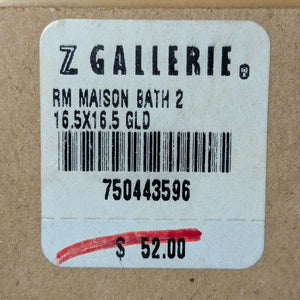 Z GALLERIE
RM MAISON BATH 2
16.5X16.5 GLD
750443596
$ 52.00